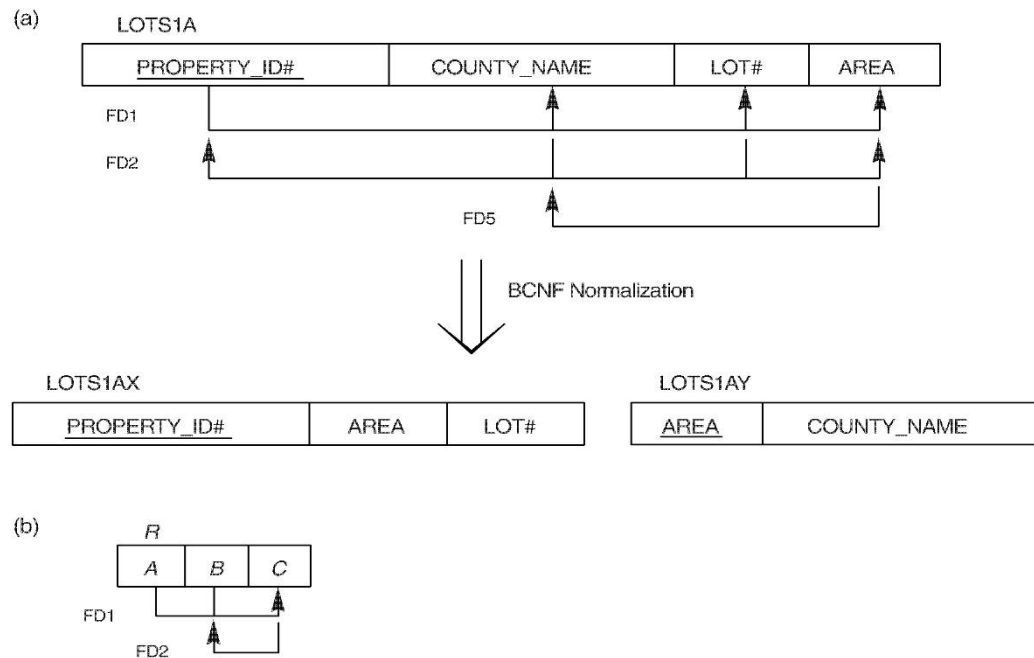 (a)
LOTS1A
PROPERTY_ID# COUNTY_NAME LOT# AREA
FD1
FD2
FD5
BCNF Normalization
LOTS1AX
PROPERTY_ID# AREA LOT#
LOTS1AY
AREA COUNTY_NAME
(b)
R
A B C
FD1
FD2